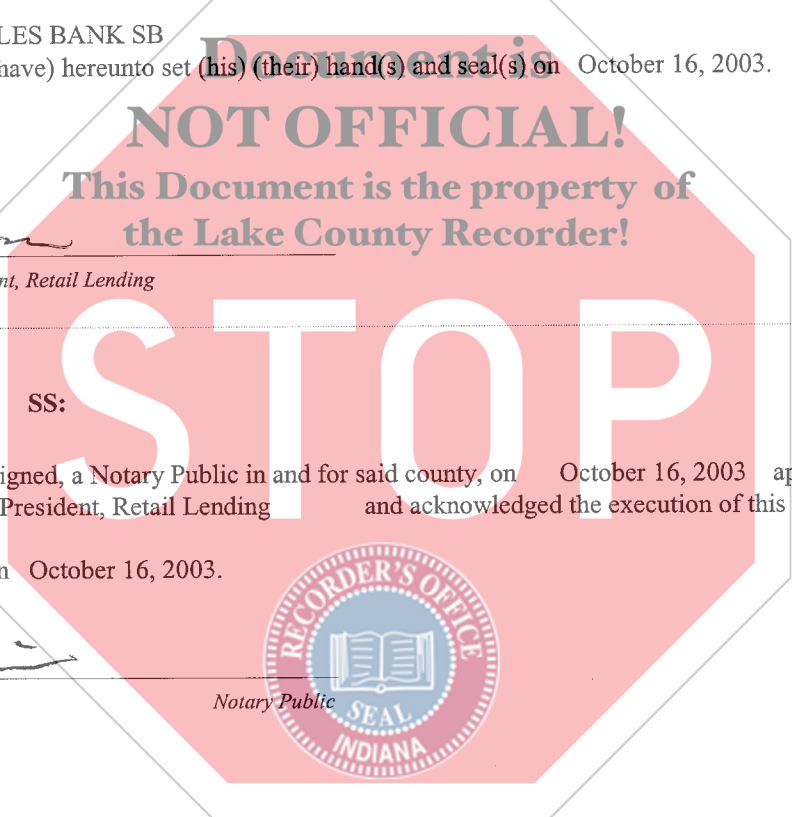 LES BANK SB
have) hereunto set (his) (their) hand(s) and seal(s) on October 16, 2003.
Document is
NOT OFFICIAL!
This Document is the property of
the Lake County Recorder!
nt, Retail Lending
STOP
SS:
igned, a Notary Public in and for said county, on October 16, 2003 ap
President, Retail Lending and acknowledged the execution of this
n October 16, 2003.
RECORDER'S OFFICE
SEAL
INDIANA
Notary Public